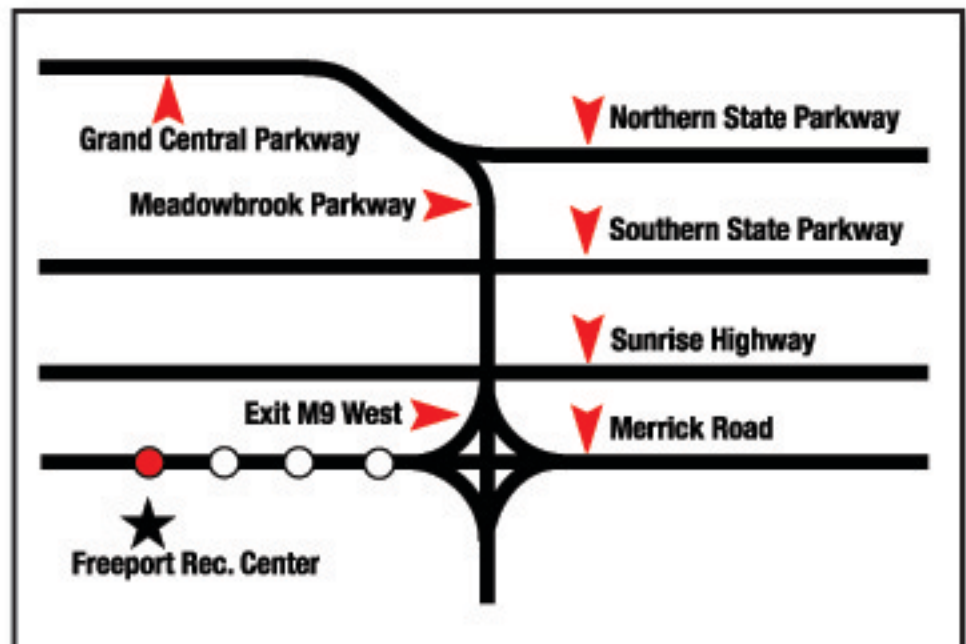 Northern State Parkway
Grand Central Parkway
Meadowbrook Parkway
Southern State Parkway
Sunrise Highway
Exit M9 West
Merrick Road
Freeport Rec. Center